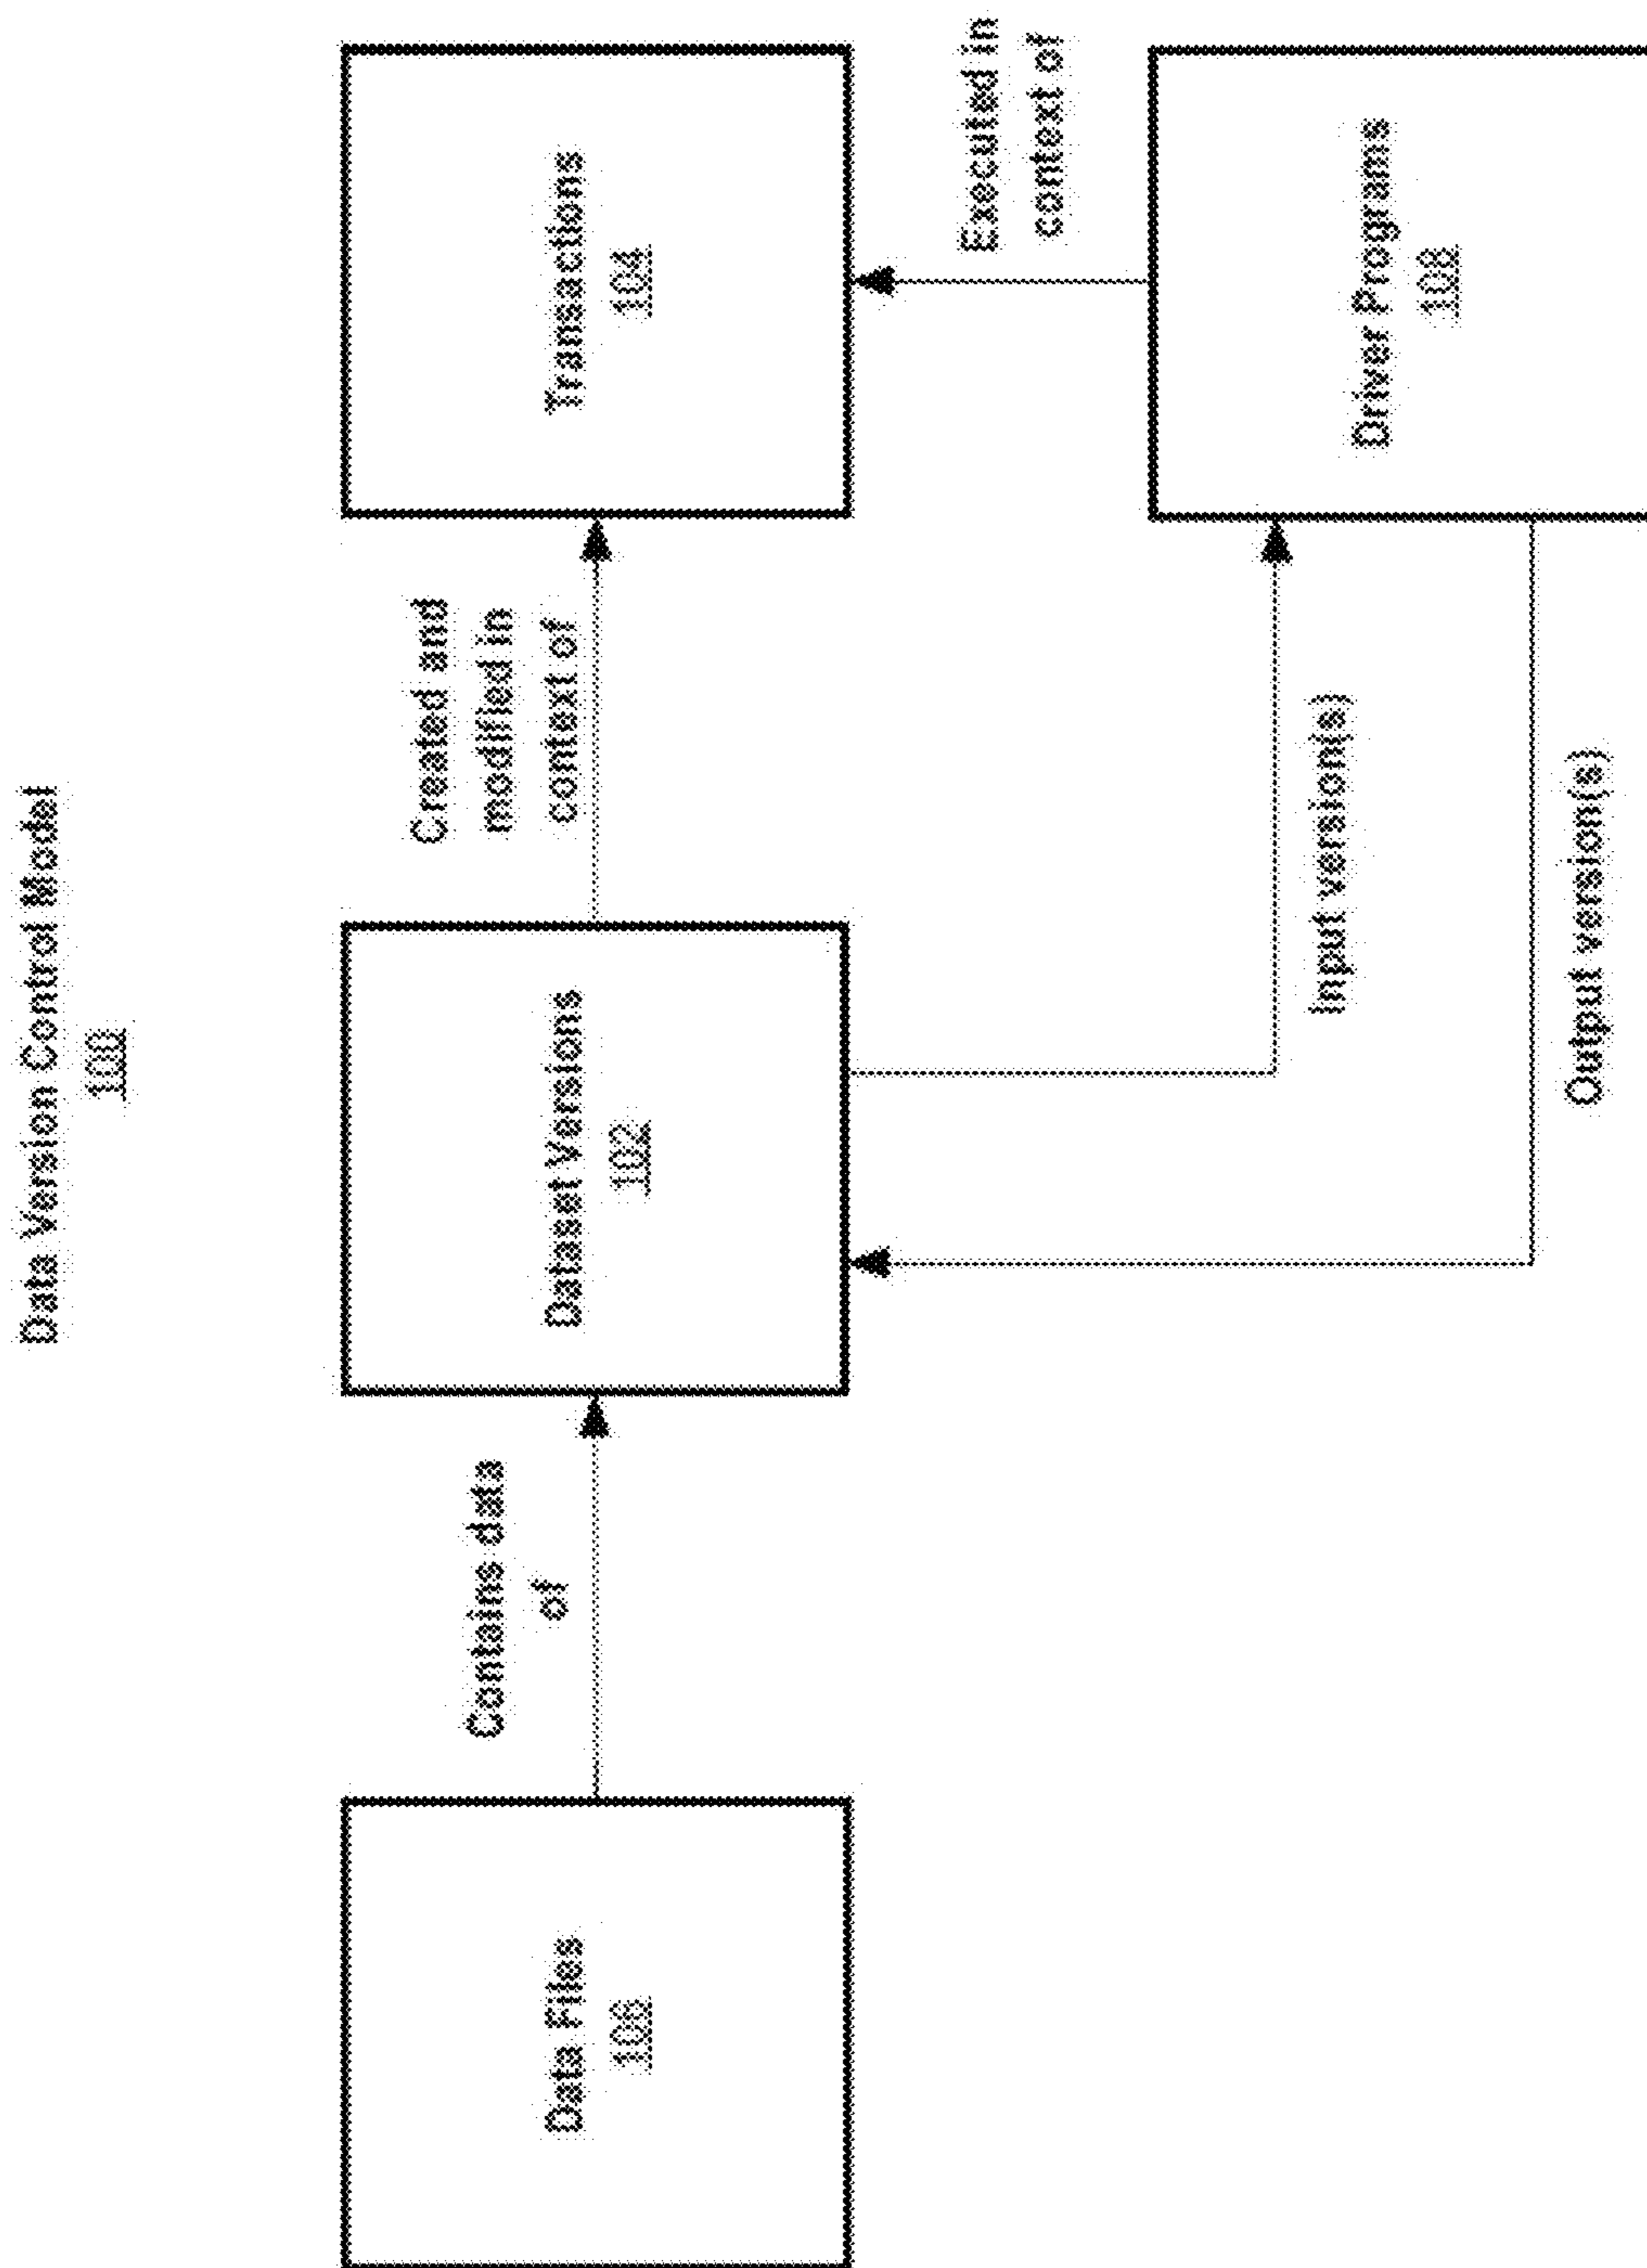 Data Version Control Model
100
Data Files
106
Contains data
of
Dataset Versions
102
Created and
modified in
context of
Transactions
104
Executed in
context of
Input version(s)
Output version(s)
Driver Programs
108